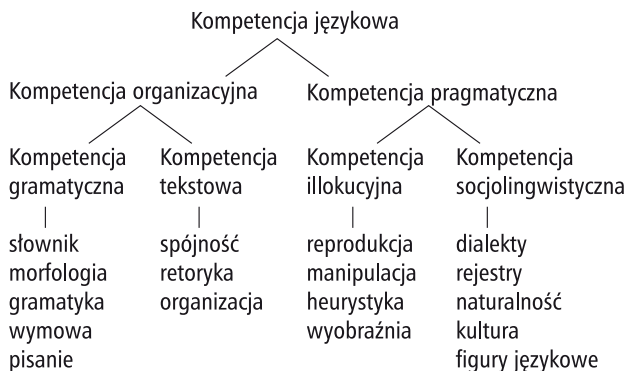 Kompetencja językowa
Kompetencja organizacyjna
Kompetencja pragmatyczna
Kompetencja
gramatyczna
Kompetencja
tekstowa
Kompetencja
illokucyjna
Kompetencja
socjolingwistyczna
słownik
morfologia
gramatyka
wymowa
pisanie
spójność
retoryka
organizacja
reprodukcja
manipulacja
heurystyka
wyobraźnia
dialekty
rejestry
naturalność
kultura
figury językowe